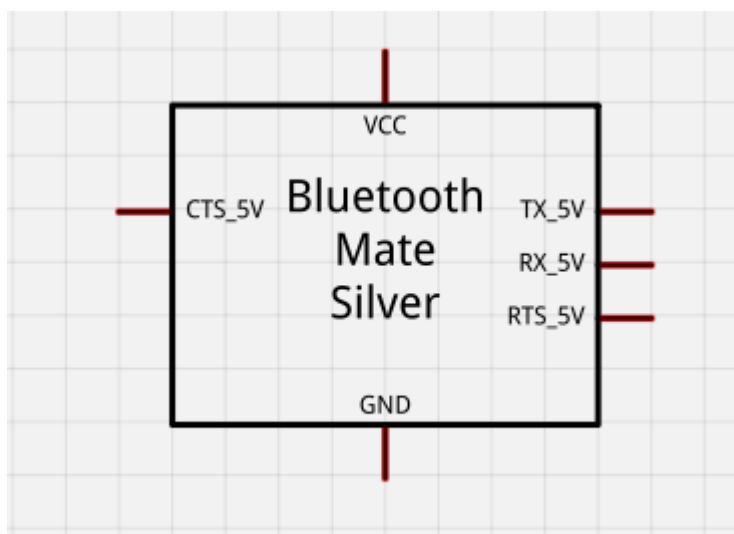 VCC
CTS_5V
Bluetooth
Mate
Silver
TX_5V
RX_5V
RTS_5V
GND